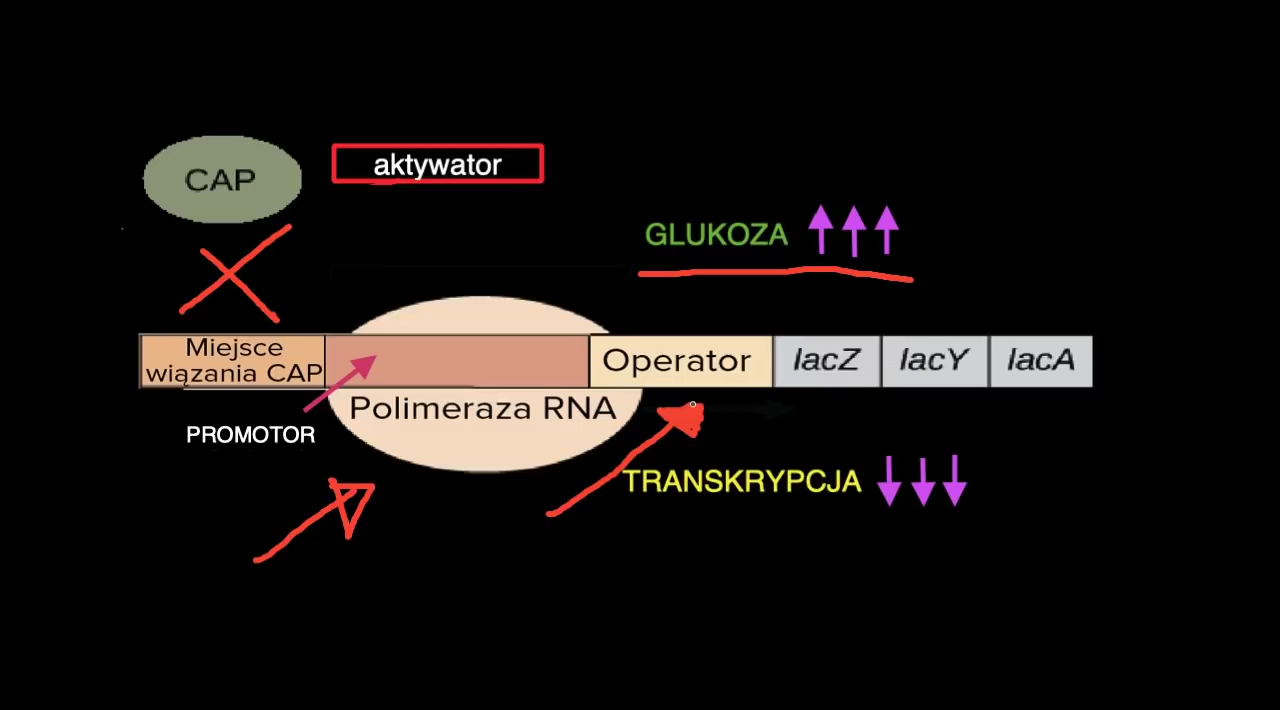 CAP
aktywator
GLUKOZA
Miejsce
wiązania CAP
Operator
lacZ
lacY
lacA
Polimeraza RNA
PROMOTOR
TRANSKRYPCJA